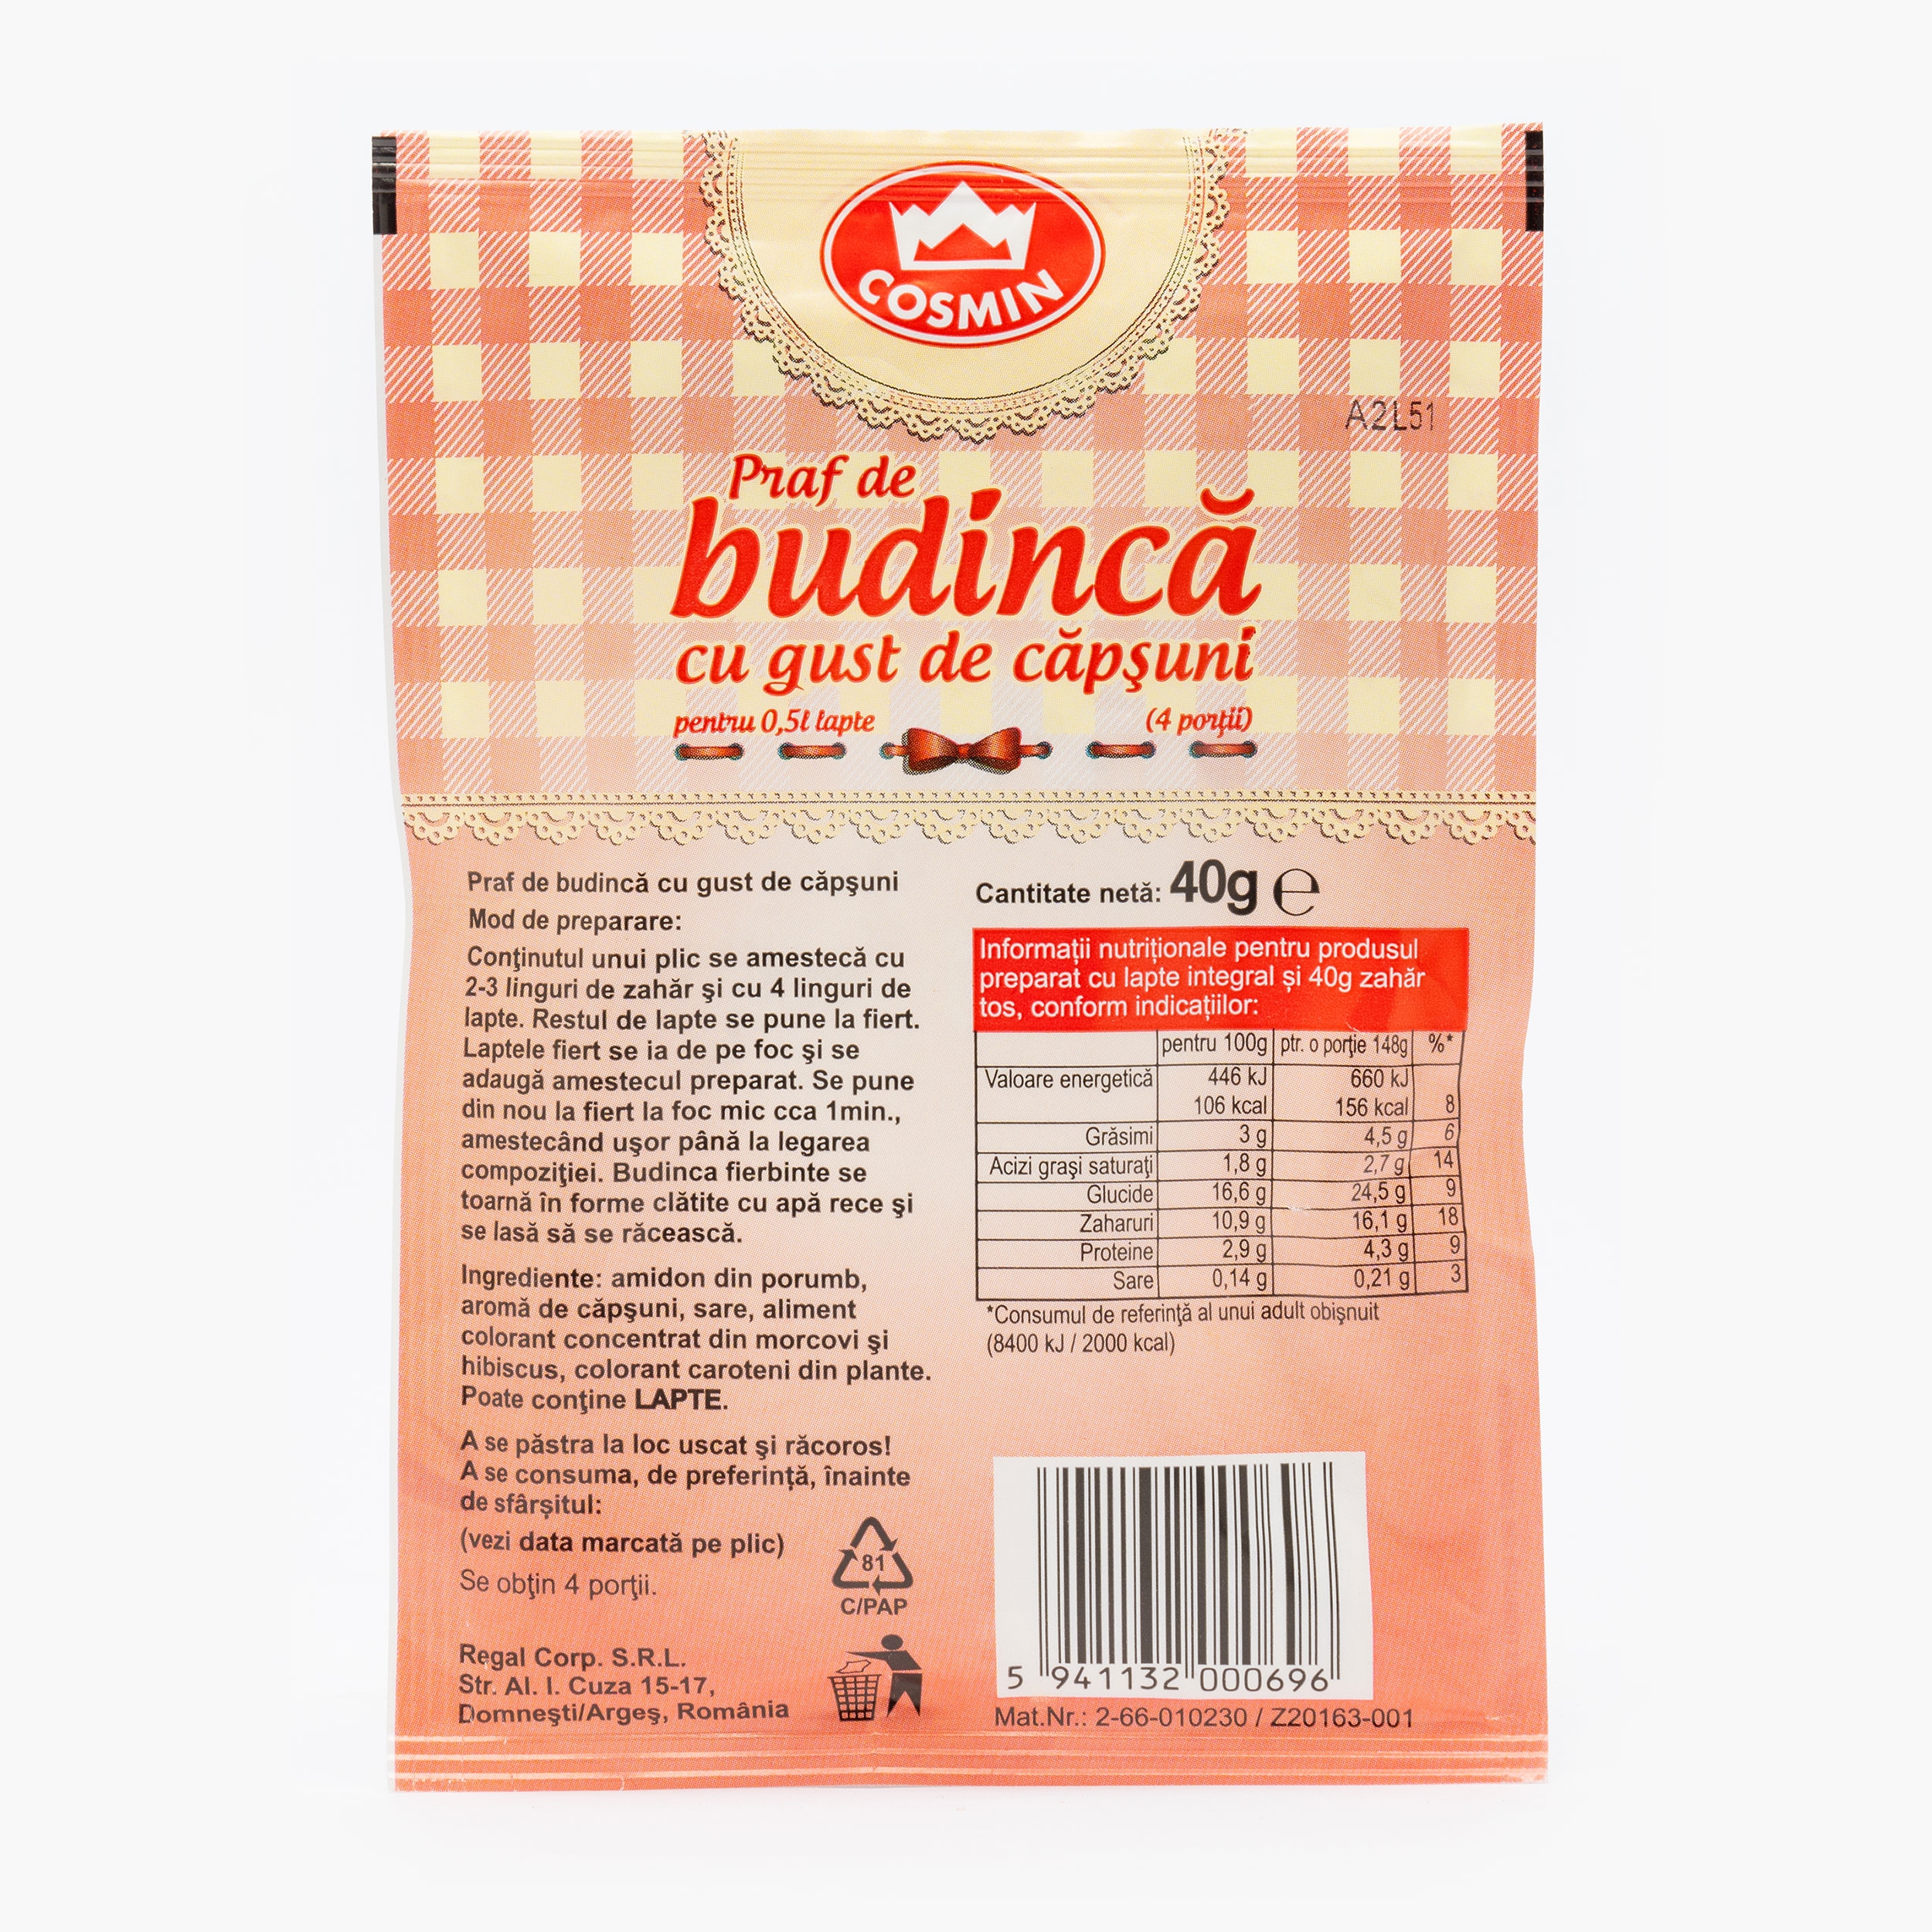 COSMIN
A2L51
Praf de
budincă
cu gust de căpşuni
pentru 0,5l lapte (4 porţii)
Praf de budincă cu gust de căpşuni
Mod de preparare:
Conţinutul unui plic se amestecă cu
2-3 linguri de zahăr şi cu 4 linguri de
lapte. Restul de lapte se pune la fiert.
Laptele fiert se ia de pe foc şi se
adaugă amestecul preparat. Se pune
din nou la fiert la foc mic cca 1min.,
amestecând uşor până la legarea
compoziţiei. Budinca fierbinte se
toarnă în forme clătite cu apă rece şi
se lasă să se răcească.
Ingrediente: amidon din porumb,
aromă de căpşuni, sare, aliment
colorant concentrat din morcovi şi
hibiscus, colorant caroteni din plante.
Poate conţine LAPTE.
A se păstra la loc uscat şi răcoros!
A se consuma, de preferinţă, înainte
de sfârșitul:
(vezi data marcată pe plic)
Se obţin 4 porţii.
81
C/PAP
Regal Corp. S.R.L.
Str. Al. I. Cuza 15-17,
Domneşti/Argeş, România
Cantitate netă: 40g e
Informații nutriționale pentru produsul
preparat cu lapte integral și 40g zahăr
tos, conform indicațiilor:
pentru 100g ptr. o porţie 148g %*
Valoare energetică 446 kJ 660 kJ
106 kcal 156 kcal 8
Grăsimi 3 g 4,5 g 6
Acizi graşi saturaţi 1,8 g 2,7 g 14
Glucide 16,6 g 24,5 g 9
Zaharuri 10,9 g 16,1 g 18
Proteine 2,9 g 4,3 g 9
Sare 0,14 g 0,21 g 3
*Consumul de referinţă al unui adult obişnuit
(8400 kJ / 2000 kcal)
5 941132 000696
Mat.Nr.: 2-66-010230 / Z20163-001